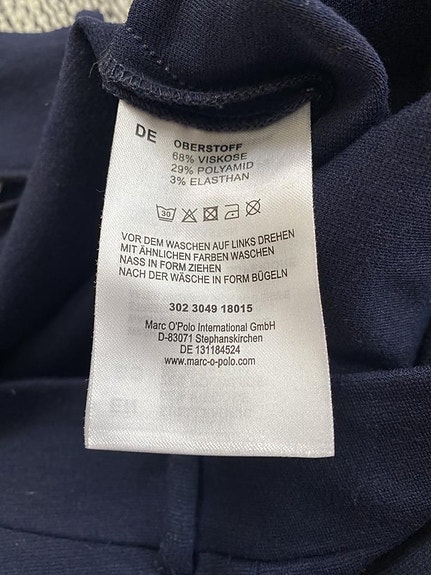 DE OBERSTOFF
68% VISKOSE
29% POLYAMID
3% ELASTHAN
30
VOR DEM WASCHEN AUF LINKS DREHEN
MIT ÄHNLICHEN FARBEN WASCHEN
NASS IN FORM ZIEHEN
NACH DER WÄSCHE IN FORM BÜGELN
302 3049 18015
Marc O'Polo International GmbH
D-83071 Stephanskirchen
DE 131184524
www.marc-o-polo.com